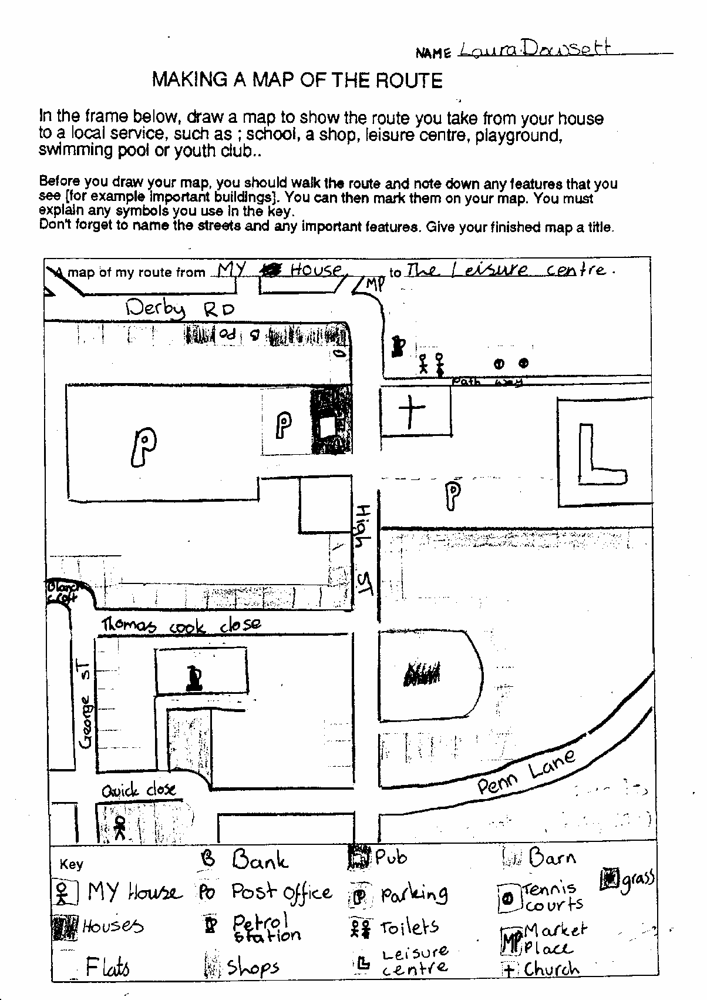 NAME Laura Dowsett
MAKING A MAP OF THE ROUTE
In the frame below, draw a map to show the route you take from your house
to a local service, such as ; school, a shop, leisure centre, playground,
swimming pool or youth club..
Before you draw your map, you should walk the route and note down any features that you
see [for example important buildings]. You can then mark them on your map. You must
explain any symbols you use in the key.
Don't forget to name the streets and any important features. Give your finished map a title.
A map of my route from MY House to The Leisure centre.
MP
Derby RD
PO B
B
Path way
P
P
L
P
High ST
Blanch croft
Thomas cook close
George ST
Quick close
Penn Lane
Key
B Bank
Pub
Barn
grass
MY House
PO Post office
P parking
Tennis courts
Houses
Petrol station
Toilets
MP Market Place
Flats
shops
L Leisure centre
Church